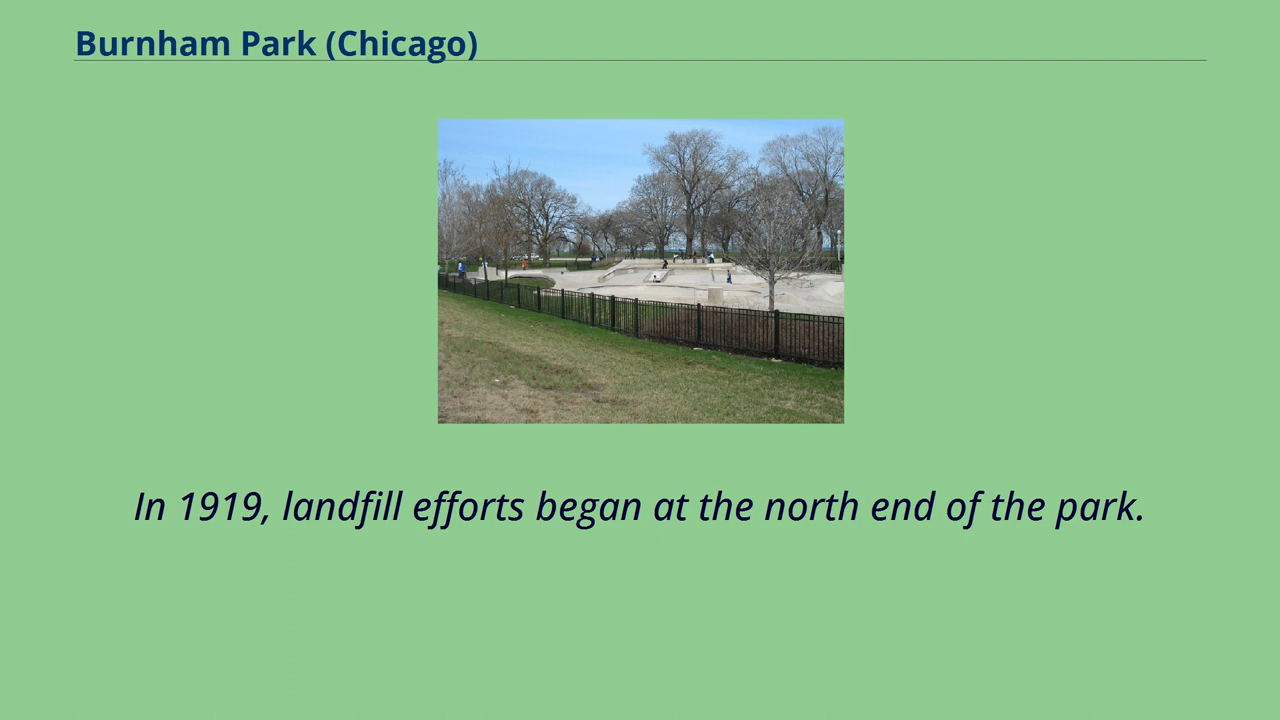 Burnham Park (Chicago)
In 1919, landfill efforts began at the north end of the park.